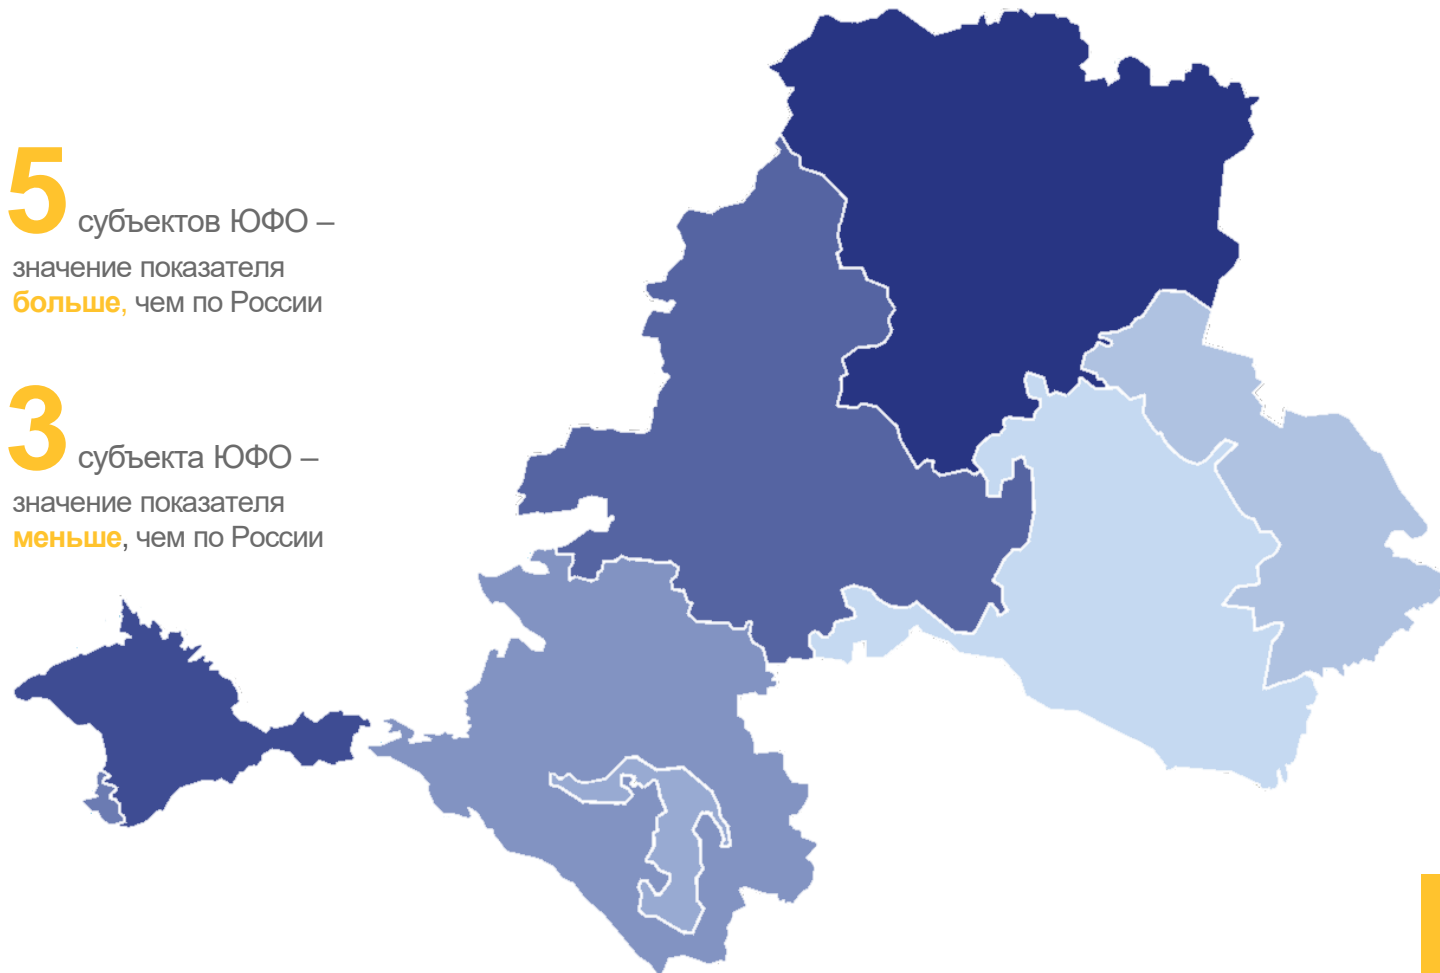 5 субъектов ЮФО –
значение показателя
больше, чем по России
3 субъекта ЮФО –
значение показателя
меньше, чем по России